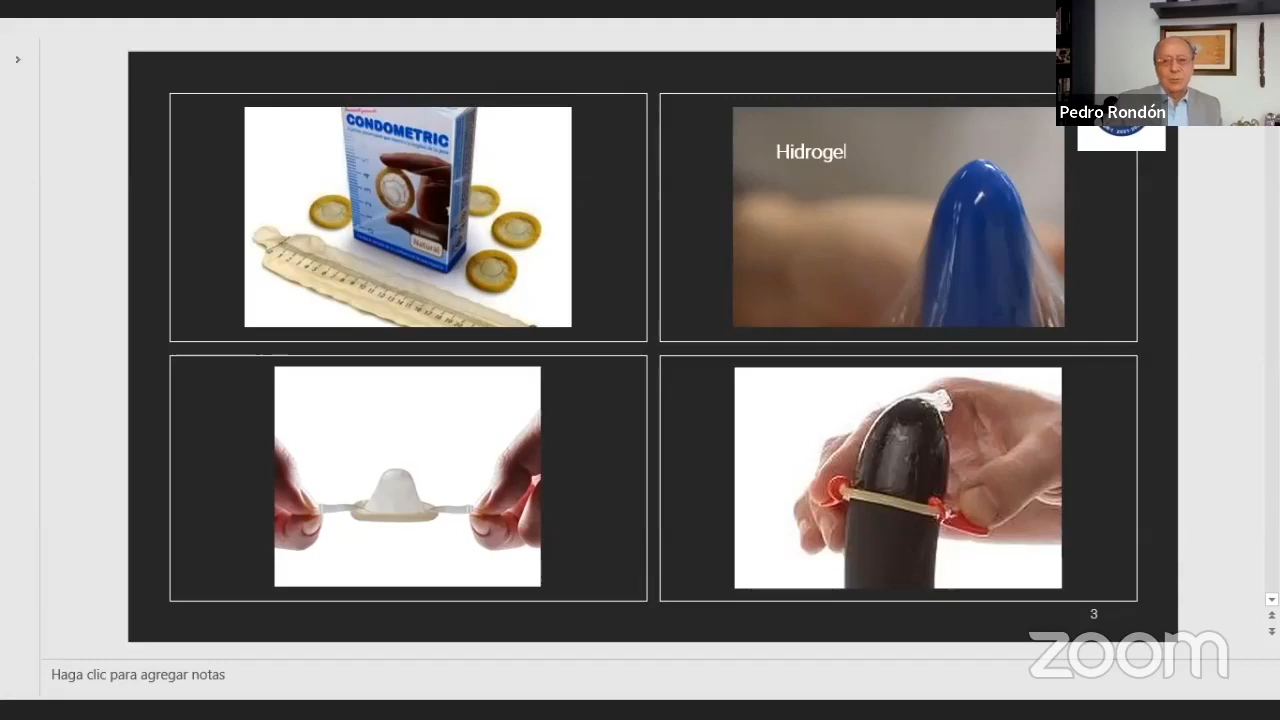 Pedro Rondón
CONDOMETRIC
Natural
Hidrogel
3
zoom
Haga clic para agregar notas